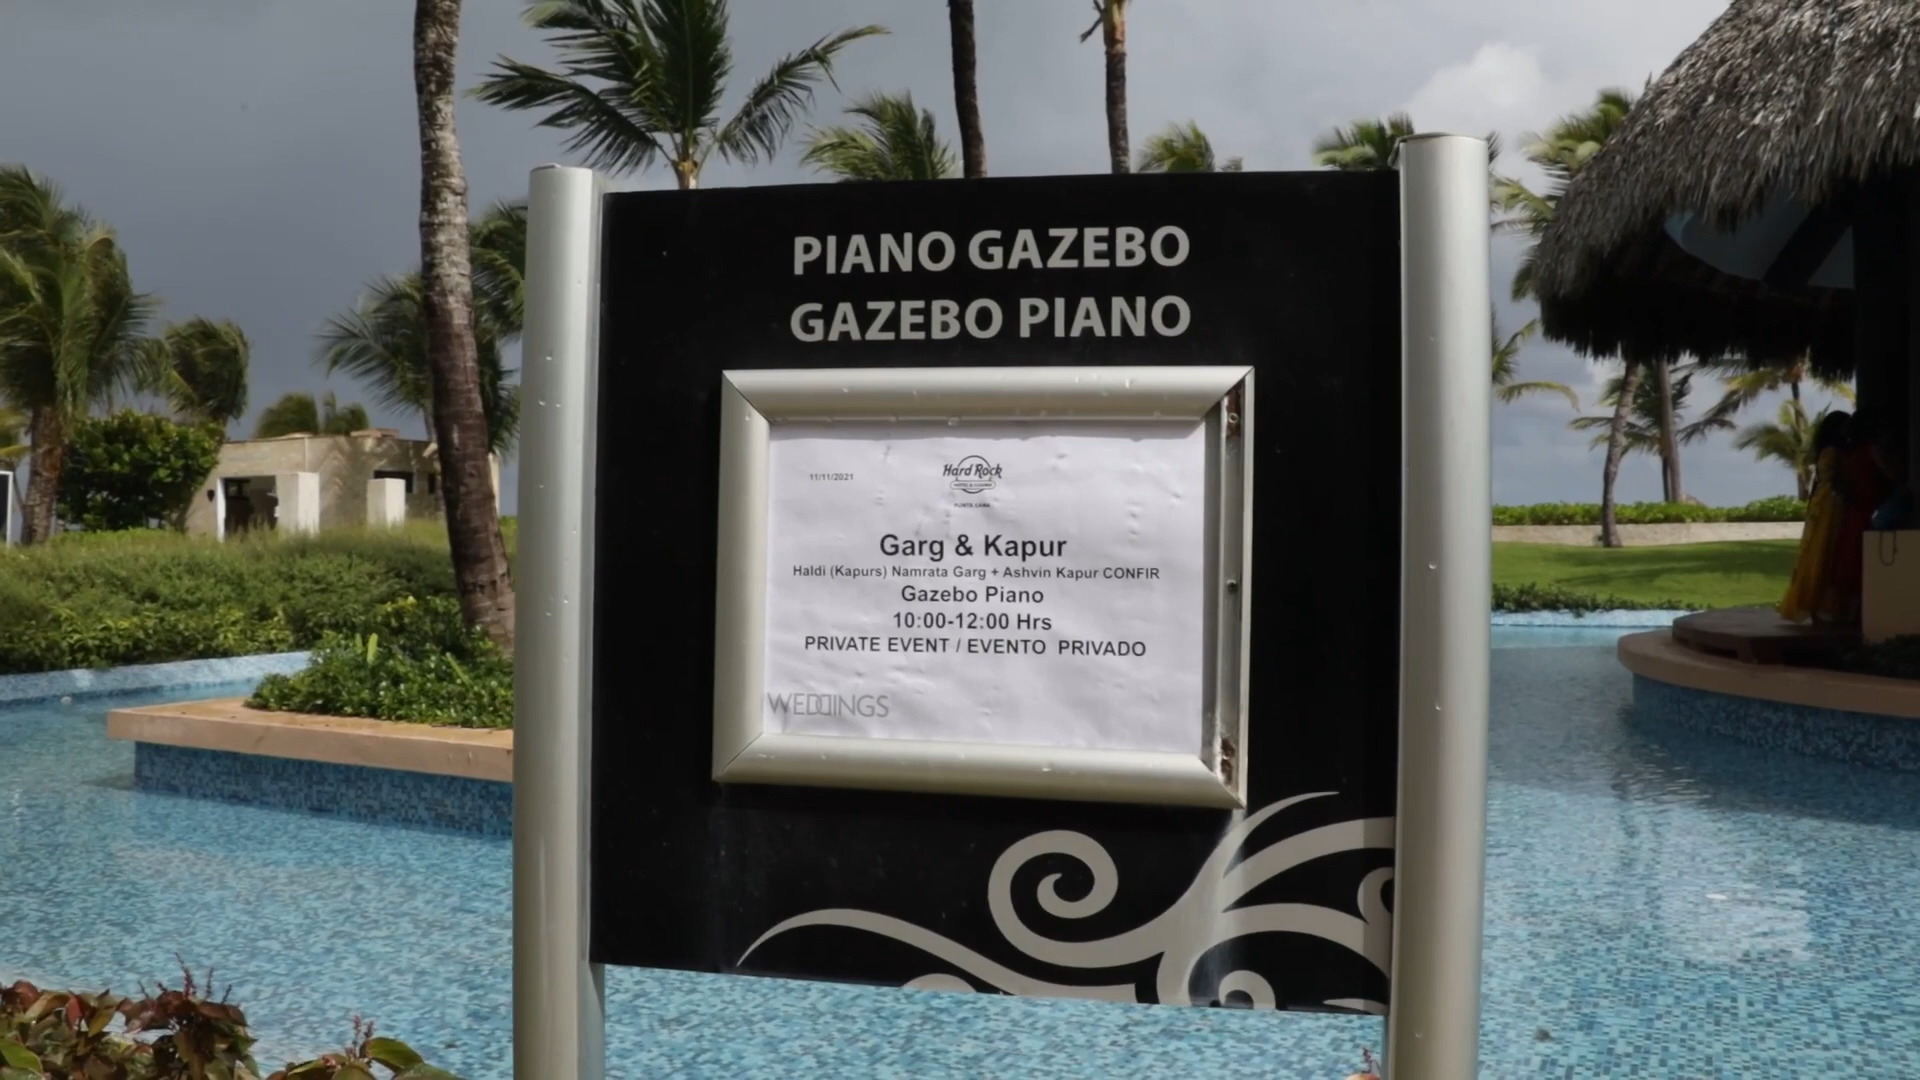 PIANO GAZEBO
GAZEBO PIANO
11/11/2021
Hard Rock
HOTEL & CASINO
PUNTA CANA
Garg & Kapur
Haldi (Kapurs) Namrata Garg + Ashvin Kapur CONFIR
Gazebo Piano
10:00-12:00 Hrs
PRIVATE EVENT / EVENTO PRIVADO
WEDDINGS